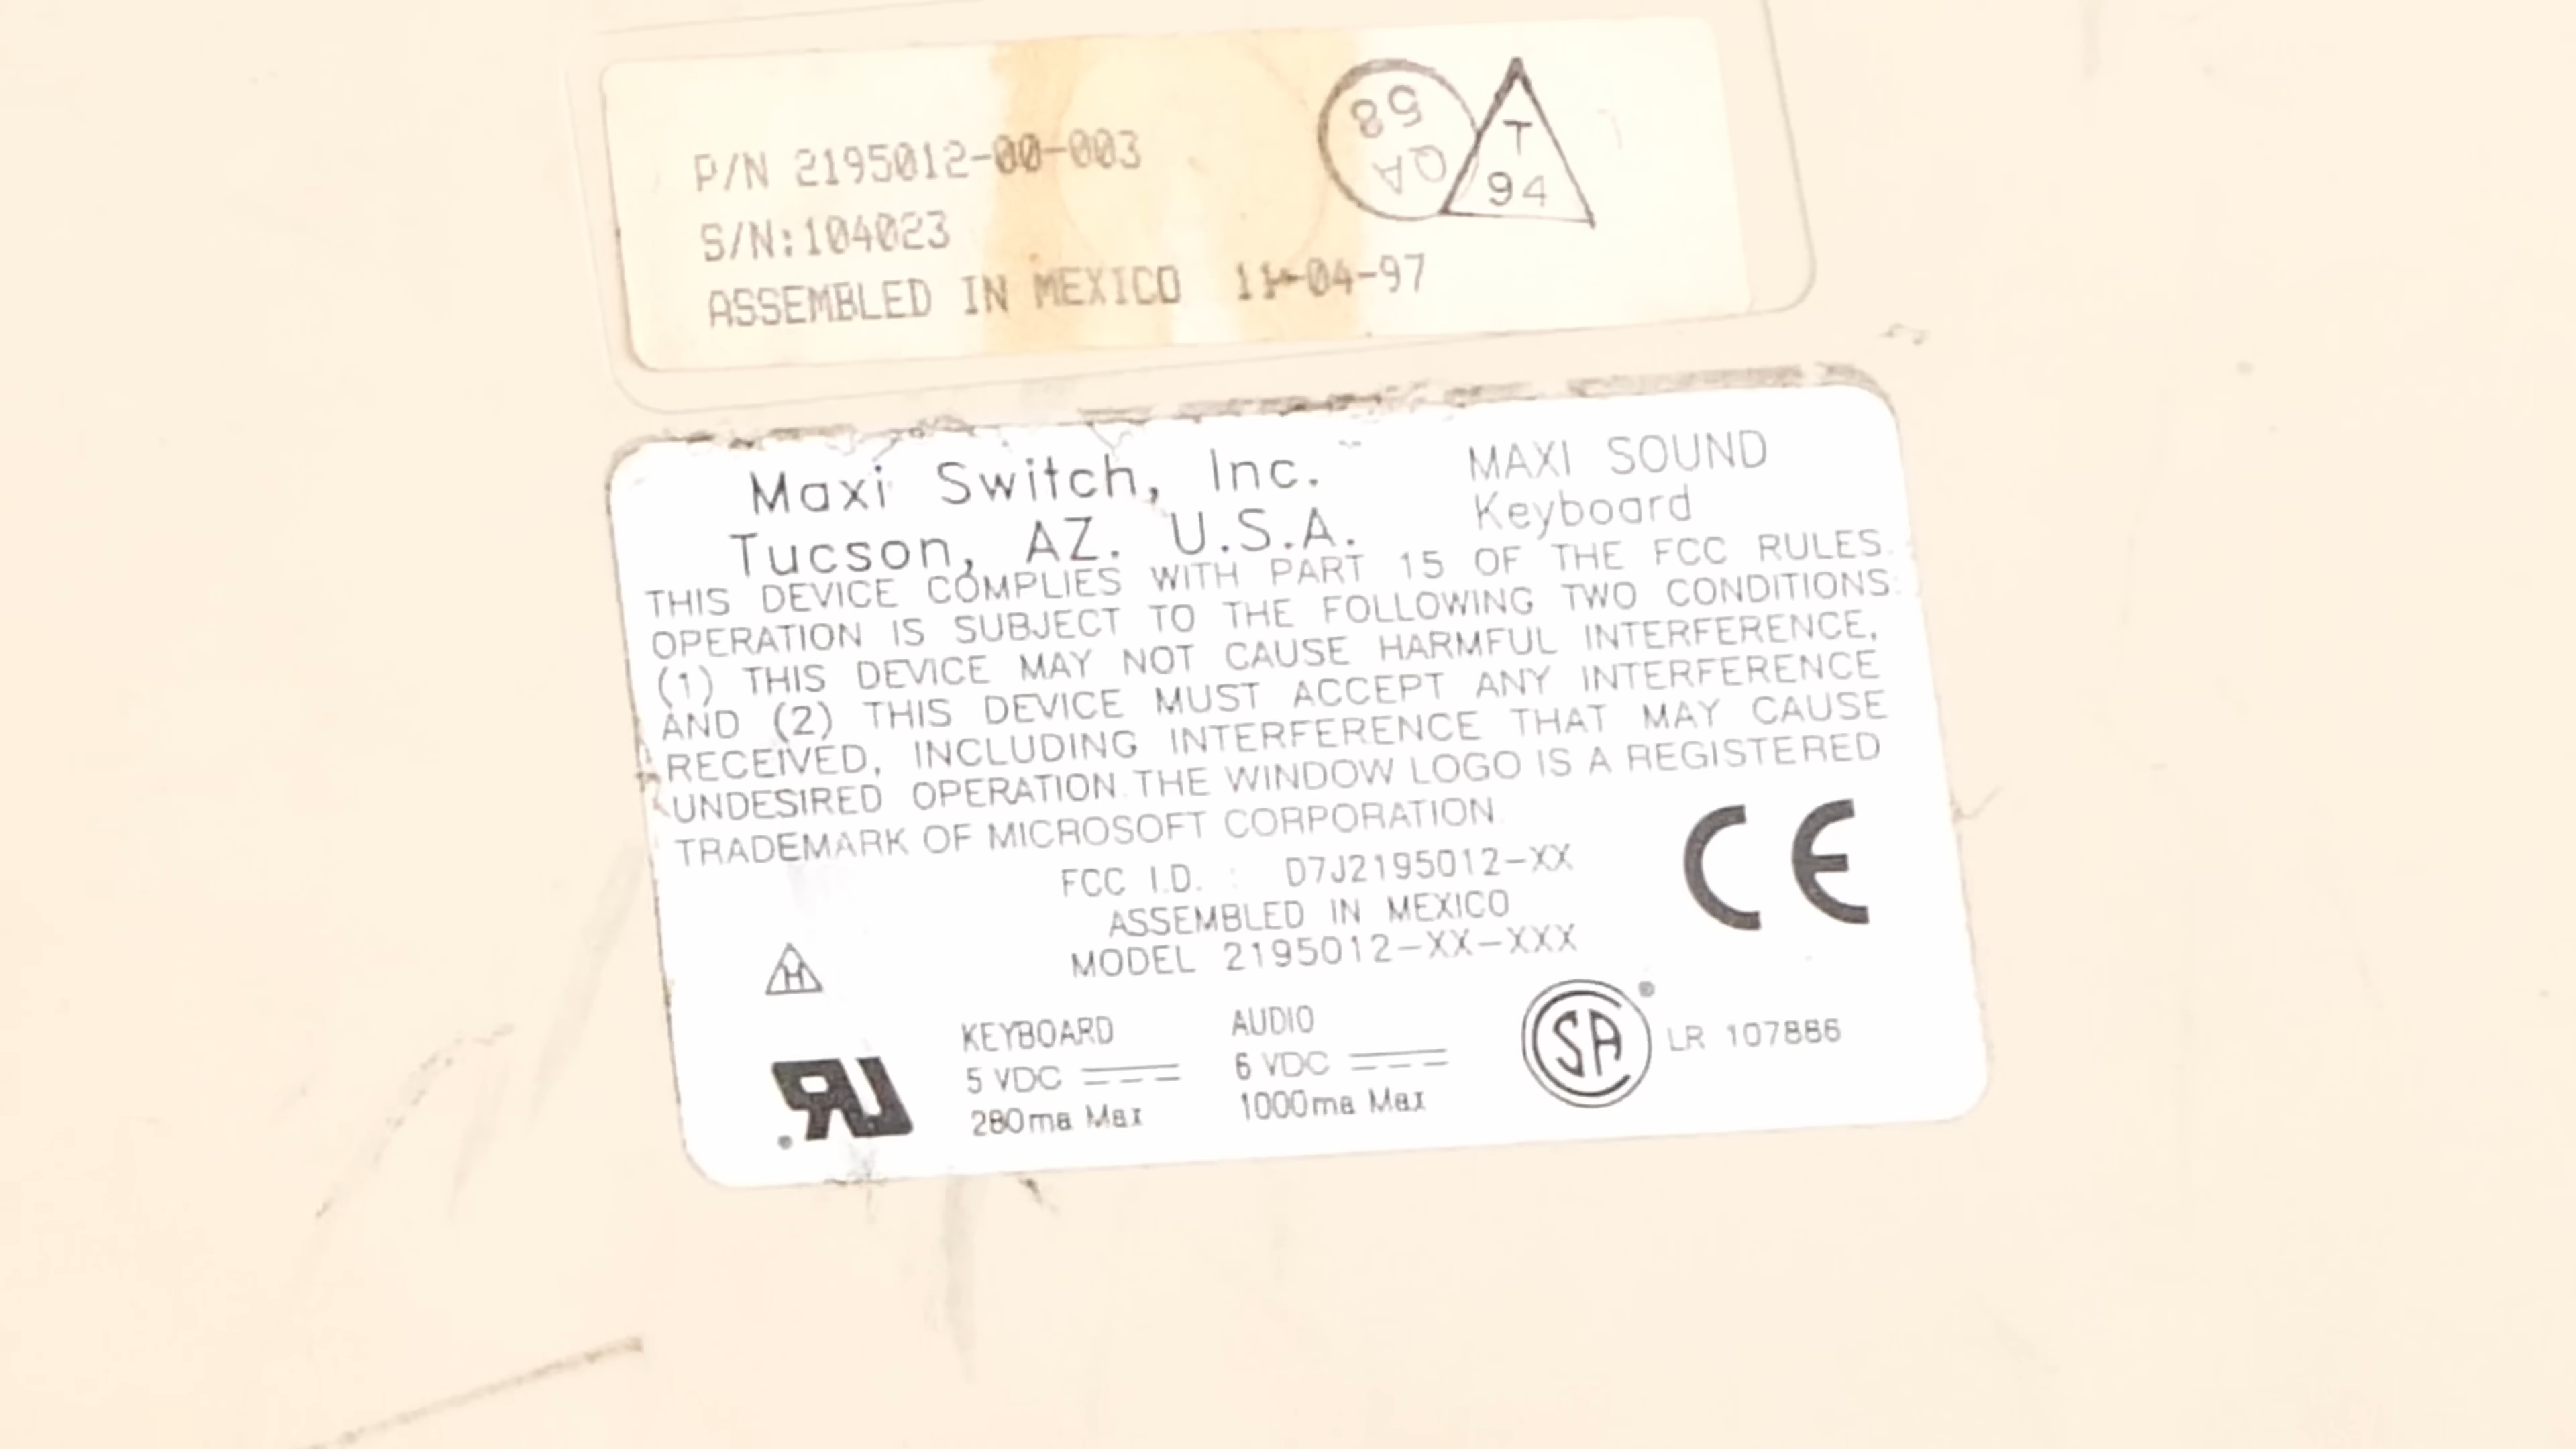 P/N 2195012-00-003
S/N:104023
ASSEMBLED IN MEXICO 11-04-97
QA 58
T
94
Maxi Switch, Inc.
Tucson, AZ. U.S.A.
MAXI SOUND
Keyboard
THIS DEVICE COMPLIES WITH PART 15 OF THE FCC RULES.
OPERATION IS SUBJECT TO THE FOLLOWING TWO CONDITIONS:
(1) THIS DEVICE MAY NOT CAUSE HARMFUL INTERFERENCE,
AND (2) THIS DEVICE MUST ACCEPT ANY INTERFERENCE
RECEIVED, INCLUDING INTERFERENCE THAT MAY CAUSE
UNDESIRED OPERATION. THE WINDOW LOGO IS A REGISTERED
TRADEMARK OF MICROSOFT CORPORATION.
FCC I.D. : D7J2195012-XX
ASSEMBLED IN MEXICO
MODEL 2195012-XX-XXX
CE
H
KEYBOARD
5 VDC
280ma Max
AUDIO
6 VDC
1000ma Max
SA
LR 107886